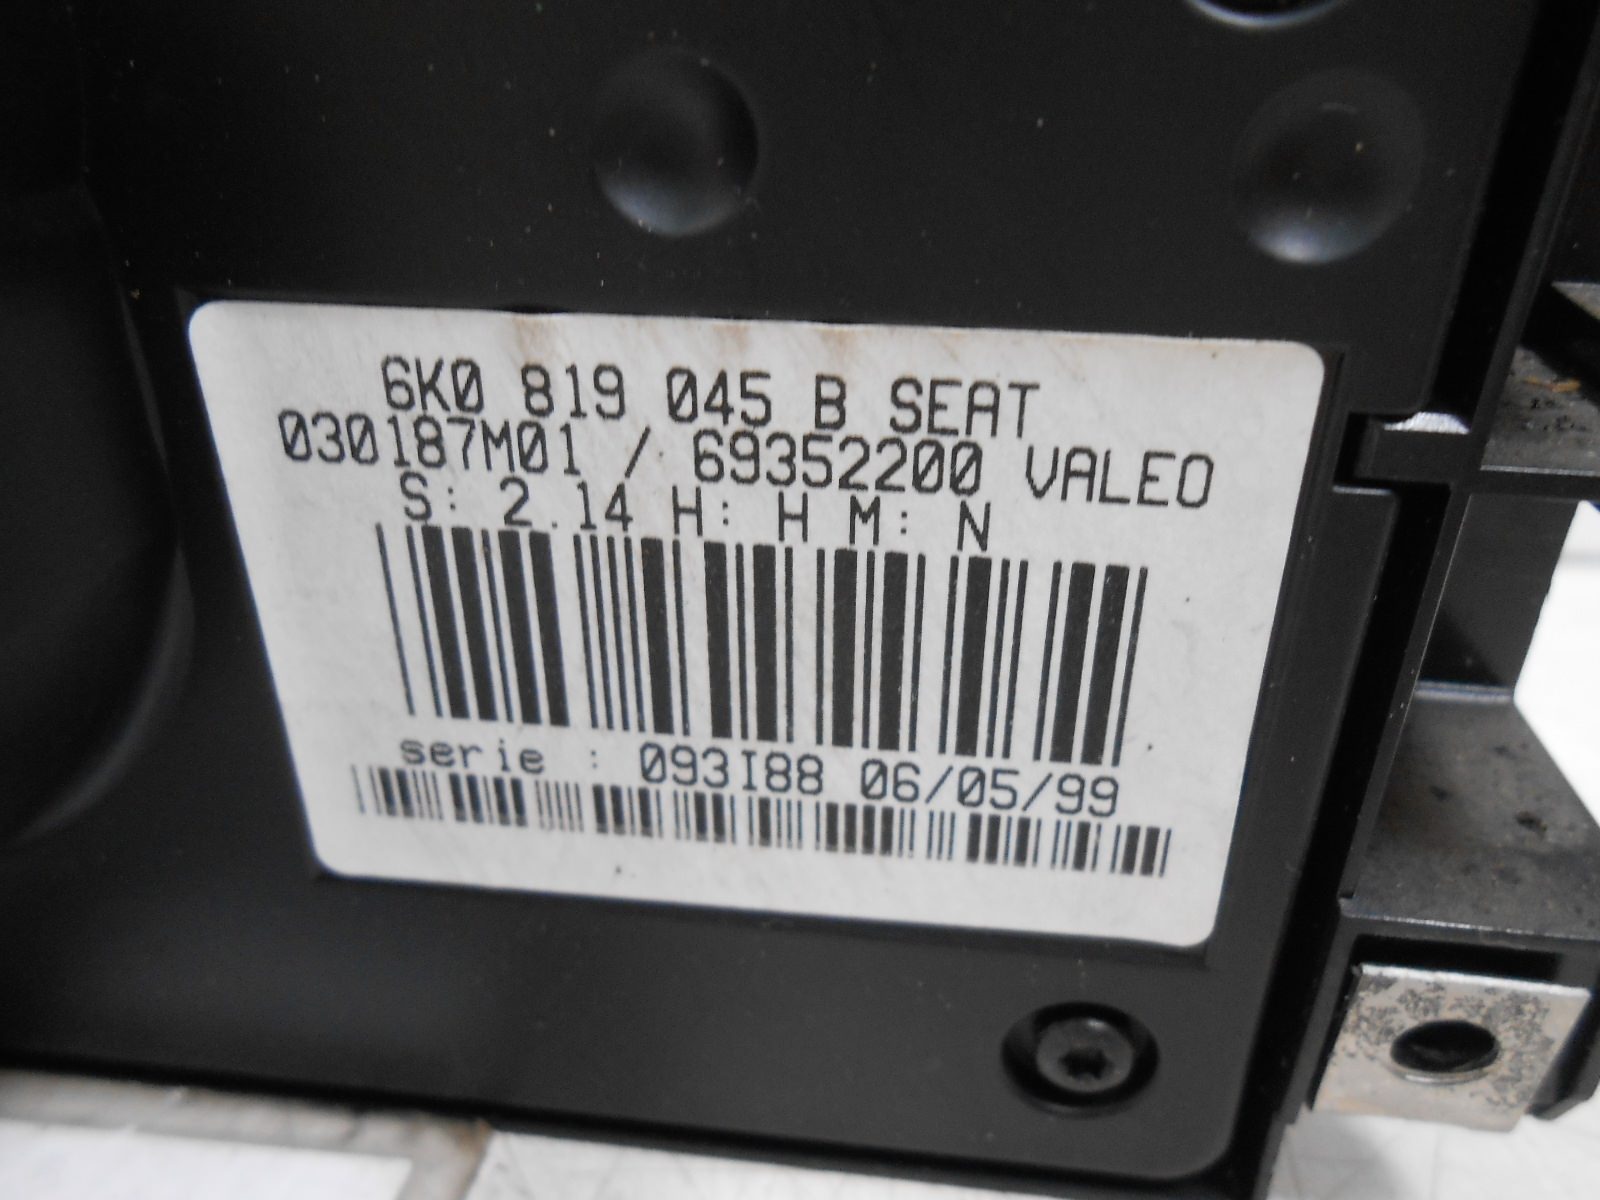 6K0 819 045 B SEAT
030187M01 / 69352200 VALEO
S: 2.14 H: H M: N
serie : 093I88 06/05/99